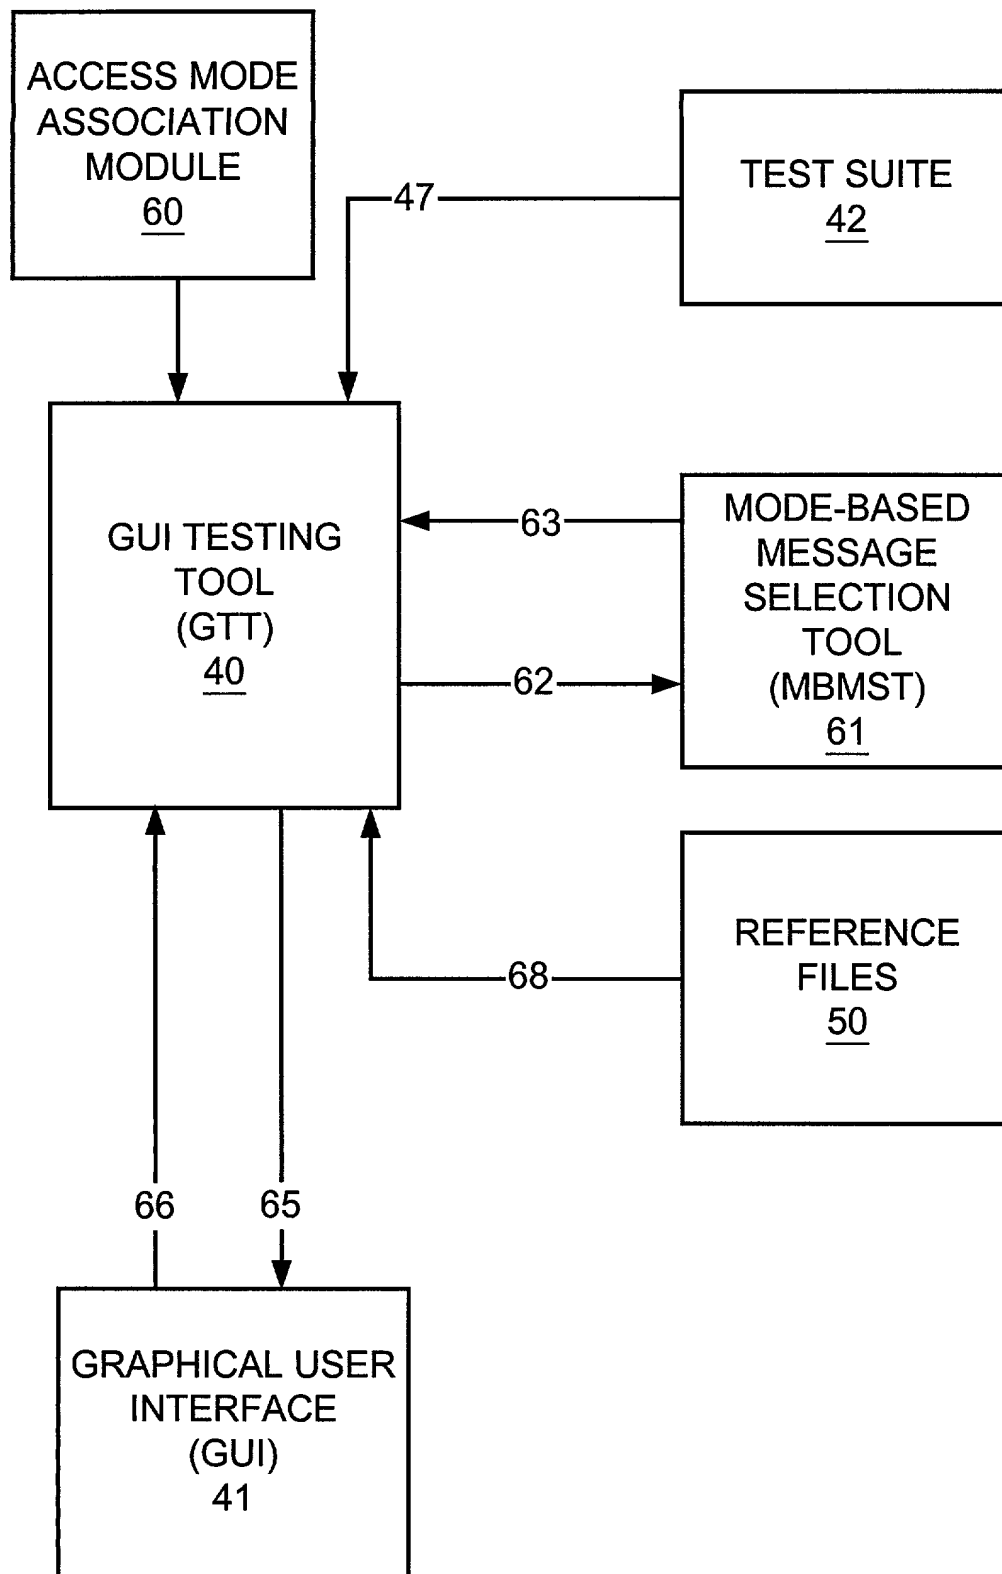 ACCESS MODE
ASSOCIATION
MODULE
60
TEST SUITE
42
47
GUI TESTING
TOOL
(GTT)
40
63
62
MODE-BASED
MESSAGE
SELECTION
TOOL
(MBMST)
61
REFERENCE
FILES
50
68
66
65
GRAPHICAL USER
INTERFACE
(GUI)
41